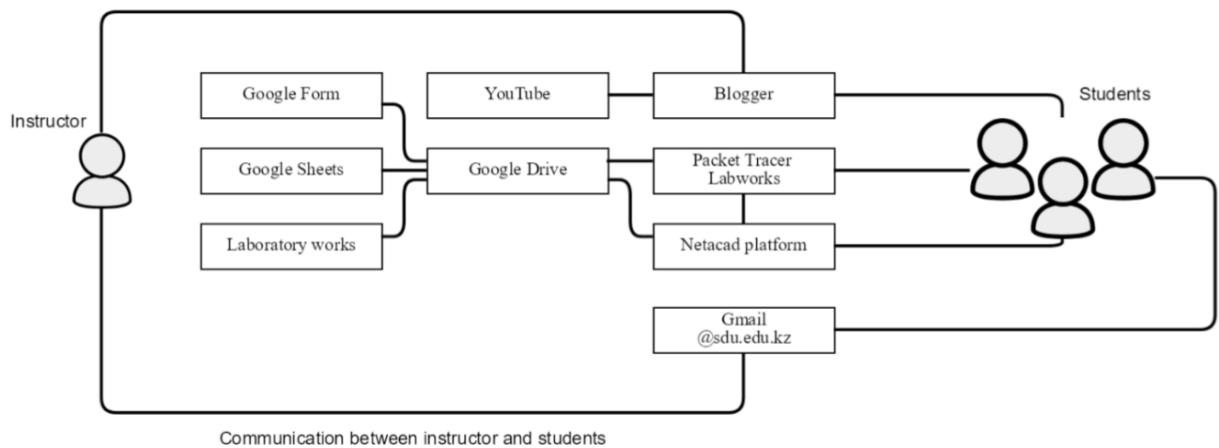 Instructor
Students
Google Form
YouTube
Blogger
Google Sheets
Google Drive
Packet Tracer
Labworks
Laboratory works
Netacad platform
Gmail
@sdu.edu.kz
Communication between instructor and students